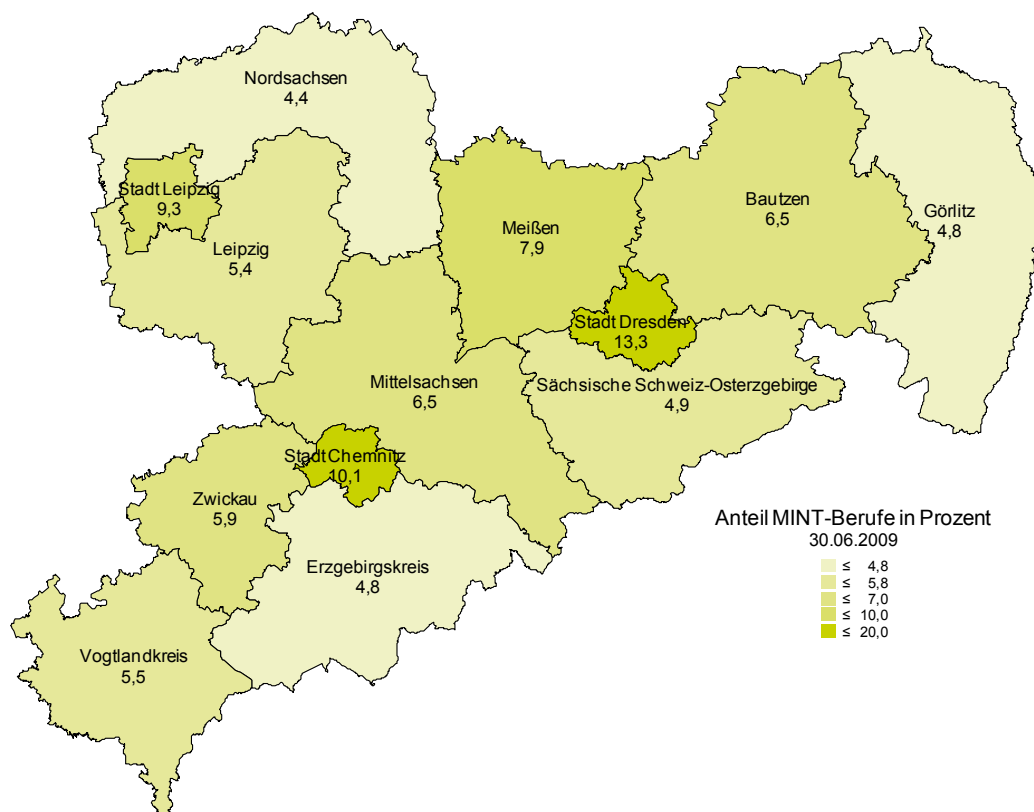 Nordsachsen
4,4
Stadt Leipzig
9,3
Leipzig
5,4
Meißen
7,9
Bautzen
6,5
Görlitz
4,8
Stadt Dresden
13,3
Mittelsachsen
6,5
Sächsische Schweiz-Osterzgebirge
4,9
Stadt Chemnitz
10,1
Zwickau
5,9
Erzgebirgskreis
4,8
Vogtlandkreis
5,5
Anteil MINT-Berufe in Prozent
30.06.2009
≤ 4,8
≤ 5,8
≤ 7,0
≤ 10,0
≤ 20,0